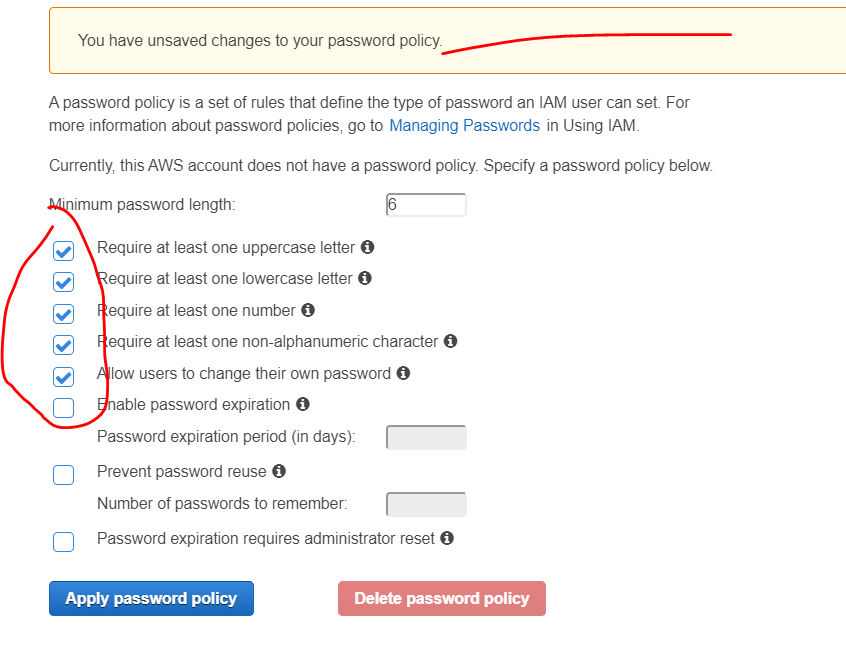 You have unsaved changes to your password policy.
A password policy is a set of rules that define the type of password an IAM user can set. For
more information about password policies, go to Managing Passwords in Using IAM.
Currently, this AWS account does not have a password policy. Specify a password policy below.
Minimum password length: 6
Require at least one uppercase letter
Require at least one lowercase letter
Require at least one number
Require at least one non-alphanumeric character
Allow users to change their own password
Enable password expiration
Password expiration period (in days):
Prevent password reuse
Number of passwords to remember:
Password expiration requires administrator reset
Apply password policy Delete password policy